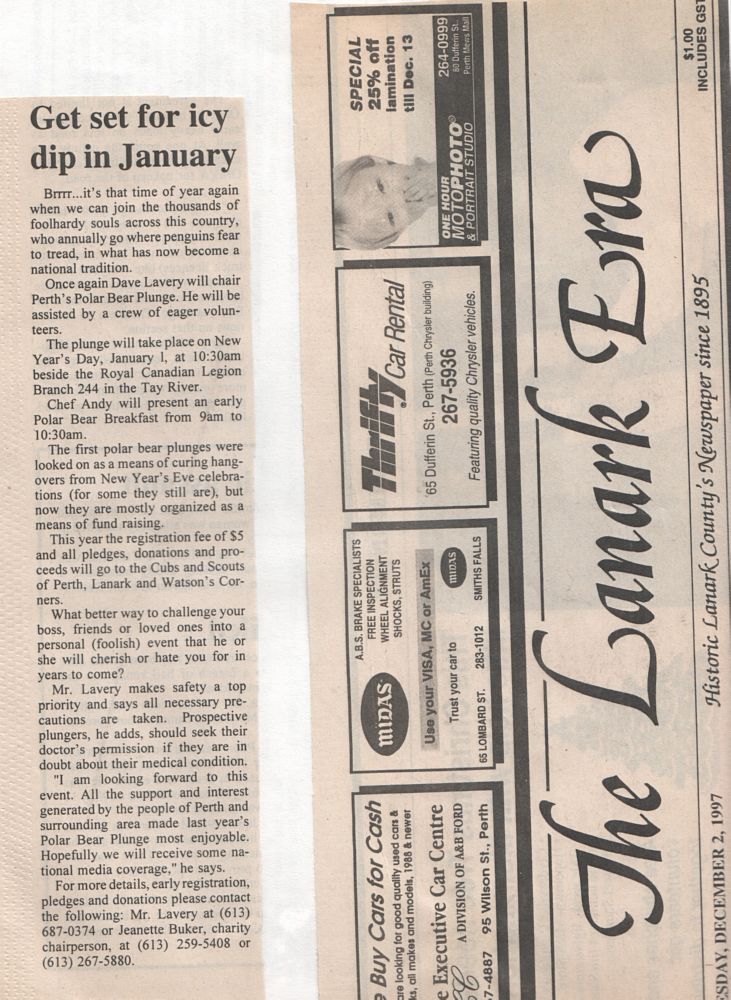 Get set for icy
dip in January
Brrrr...it's that time of year again
when we can join the thousands of
foolhardy souls across this country,
who annually go where penguins fear
to tread, in what has now become a
national tradition.
Once again Dave Lavery will chair
Perth's Polar Bear Plunge. He will be
assisted by a crew of eager volun-
teers.
The plunge will take place on New
Year's Day, January 1, at 10:30am
beside the Royal Canadian Legion
Branch 244 in the Tay River.
Chef Andy will present an early
Polar Bear Breakfast from 9am to
10:30am.
The first polar bear plunges were
looked on as a means of curing hang-
overs from New Year's Eve celebra-
tions (for some they still are), but
now they are mostly organized as a
means of fund raising.
This year the registration fee of $5
and all pledges, donations and pro-
ceeds will go to the Cubs and Scouts
of Perth, Lanark and Watson's Cor-
ners.
What better way to challenge your
boss, friends or loved ones into a
personal (foolish) event that he or
she will cherish or hate you for in
years to come?
Mr. Lavery makes safety a top
priority and says all necessary pre-
cautions are taken. Prospective
plungers, he adds, should seek their
doctor's permission if they are in
doubt about their medical condition.
"I am looking forward to this
event. All the support and interest
generated by the people of Perth and
surrounding area made last year's
Polar Bear Plunge most enjoyable.
Hopefully we will receive some na-
tional media coverage," he says.
For more details, early registration,
pledges and donations please contact
the following: Mr. Lavery at (613)
687-0374 or Jeanette Buker, charity
chairperson, at (613) 259-5408 or
(613) 267-5880.
Buy Cars for Cash
are looking for good quality used cars &
ks, all makes and models, 1988 & newer
e Executive Car Centre
A DIVISION OF A&B FORD
7-4887 95 Wilson St., Perth
MIDAS
A.B.S. BRAKE SPECIALISTS
FREE INSPECTION
WHEEL ALIGNMENT
SHOCKS, STRUTS
Use your VISA, MC or AmEx
Trust your car to
MIDAS
65 LOMBARD ST. 283-1012 SMITHS FALLS
Thrifty Car Rental
65 Dufferin St., Perth (Perth Chrysler building)
267-5936
Featuring quality Chrysler vehicles.
SPECIAL
25% off
lamination
till Dec. 13
ONE HOUR
MOTOPHOTO®
& PORTRAIT STUDIO
264-0999
80 Dufferin St.,
Perth Mews Mall
The Lanark Era
SDAY, DECEMBER 2, 1997
Historic Lanark County's Newspaper since 1895
$1.00
INCLUDES GST